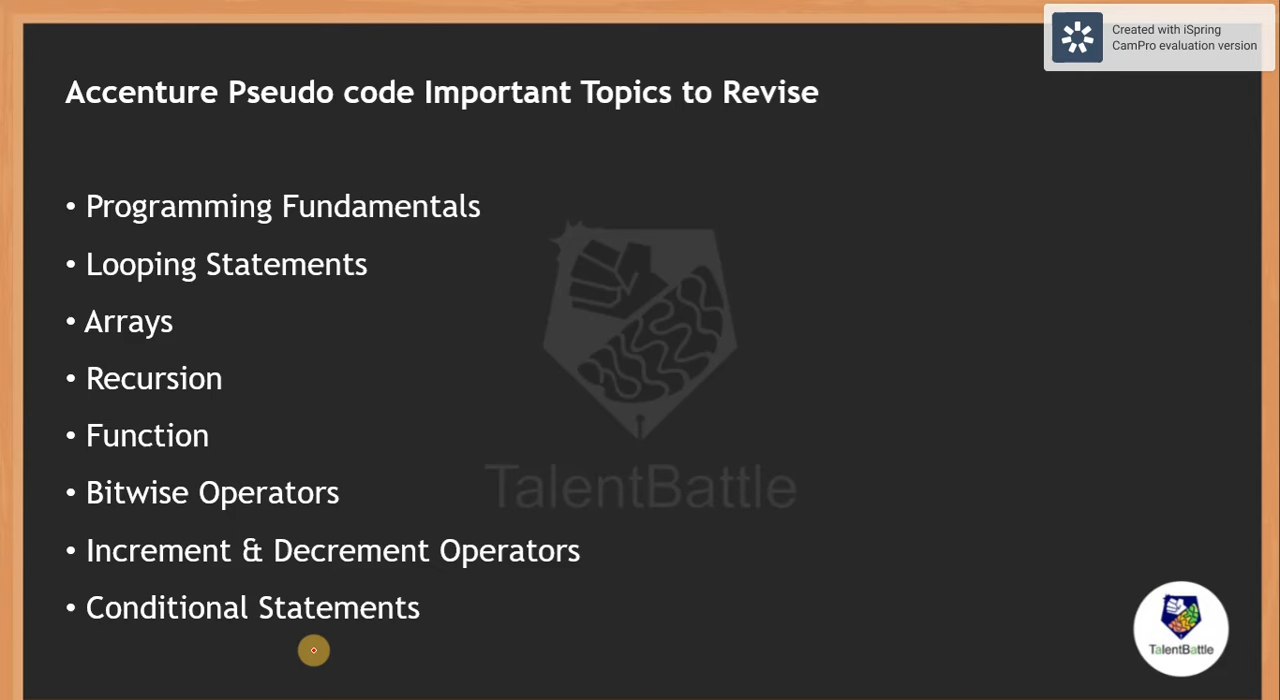 Created with iSpring
CamPro evaluation version
Accenture Pseudo code Important Topics to Revise
• Programming Fundamentals
• Looping Statements
• Arrays
• Recursion
• Function
• Bitwise Operators
• Increment & Decrement Operators
• Conditional Statements
TalentBattle
TalentBattle